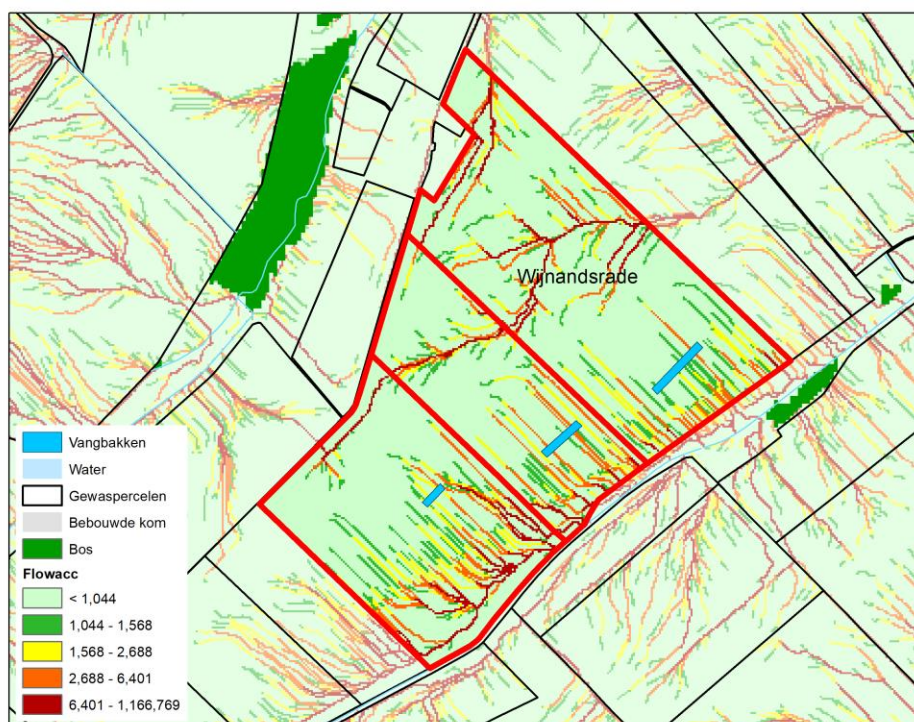 Wijnandsrade
Vangbakken
Water
Gewaspercelen
Bebouwde kom
Bos
Flowacc
< 1,044
1,044 - 1,568
1,568 - 2,688
2,688 - 6,401
6,401 - 1,166,769